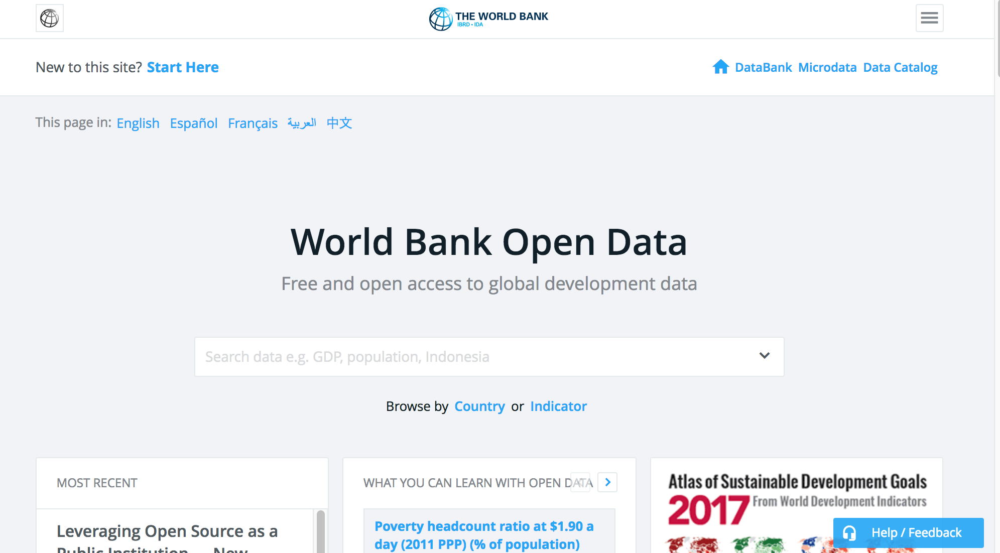 THE WORLD BANK
IBRD • IDA
New to this site? Start Here
DataBank Microdata Data Catalog
This page in: English Español Français العربية 中文
World Bank Open Data
Free and open access to global development data
Search data e.g. GDP, population, Indonesia
Browse by Country or Indicator
MOST RECENT
Leveraging Open Source as a
Public Institution — New
WHAT YOU CAN LEARN WITH OPEN DATA
Poverty headcount ratio at $1.90 a
day (2011 PPP) (% of population)
Atlas of Sustainable Development Goals
2017 From World Development Indicators
Help / Feedback